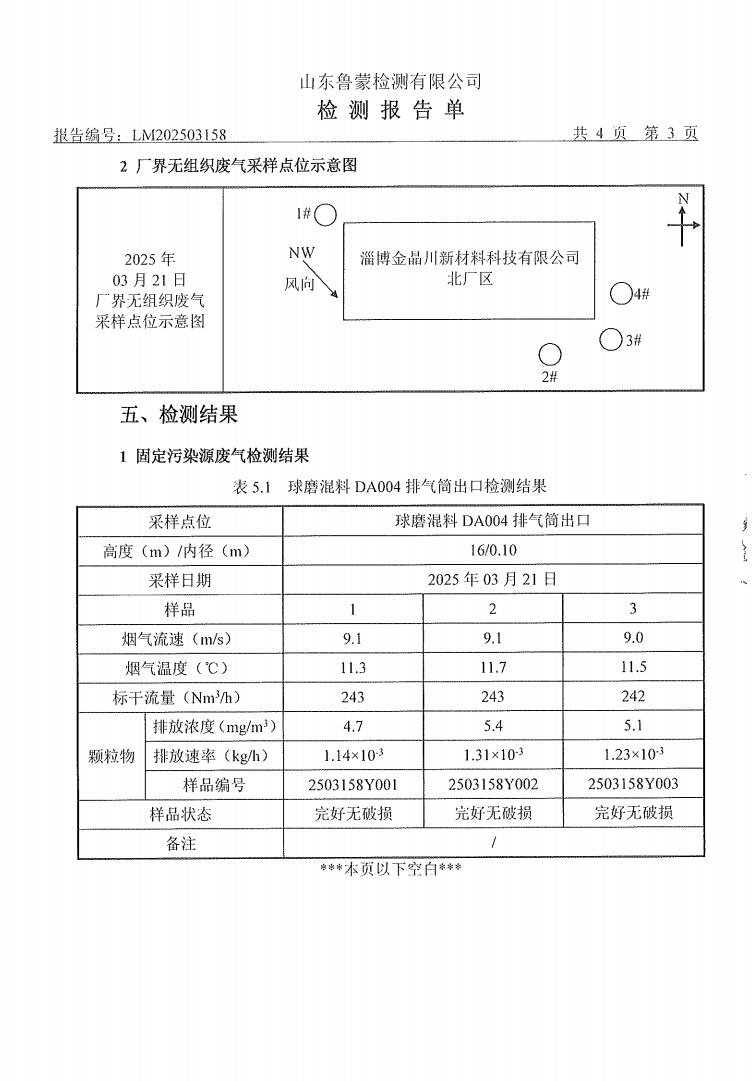 山东鲁蒙检测有限公司
检 测 报 告 单
报告编号：LM202503158 共 4 页 第 3 页
2 厂界无组织废气采样点位示意图
2025 年
03 月 21 日
厂界无组织废气
采样点位示意图
1#
N
NW
风向
淄博金晶川新材料科技有限公司
北厂区
4#
3#
2#
五、检测结果
1 固定污染源废气检测结果
表 5.1 球磨混料 DA004 排气筒出口检测结果
采样点位 球磨混料 DA004 排气筒出口
高度（m）/内径（m） 16/0.10
采样日期 2025 年 03 月 21 日
样品 1 2 3
烟气流速（m/s） 9.1 9.1 9.0
烟气温度（℃） 11.3 11.7 11.5
标干流量（Nm³/h） 243 243 242
颗粒物 排放浓度（mg/m³） 4.7 5.4 5.1
排放速率（kg/h） 1.14×10⁻³ 1.31×10⁻³ 1.23×10⁻³
样品编号 2503158Y001 2503158Y002 2503158Y003
样品状态 完好无破损 完好无破损 完好无破损
备注 /
***本页以下空白***